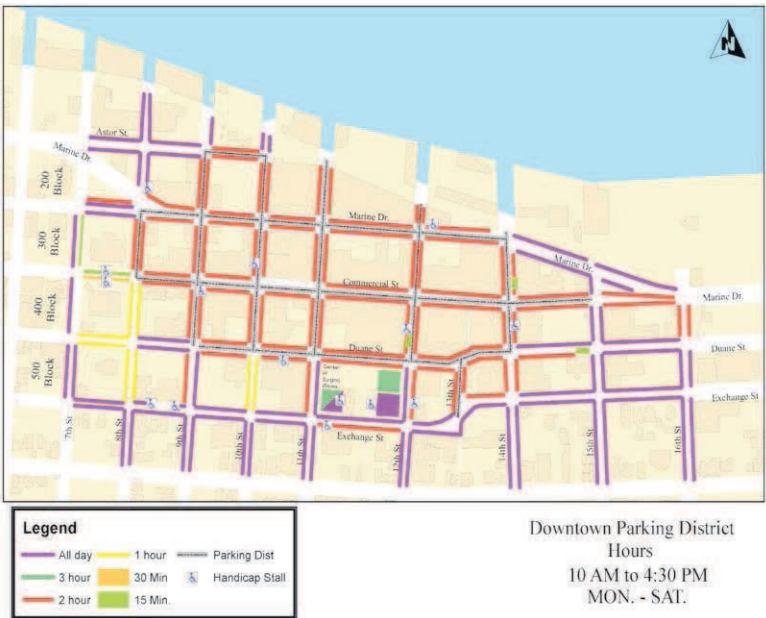 N
Astor St.
Marine Dr.
200
Block
Marine Dr.
300
Block
Marine Dr.
Commercial St.
Marine Dr.
400
Block
Duane St
Duane St
500
Block
13th St
Exchange St
Exchange St
7th St
8th St
9th St
10th St
11th St
12th St
14th St
15th St
16th St
Legend
All day
1 hour
Parking Dist
3 hour
30 Min
Handicap Stall
2 hour
15 Min.
Downtown Parking District
Hours
10 AM to 4:30 PM
MON. - SAT.